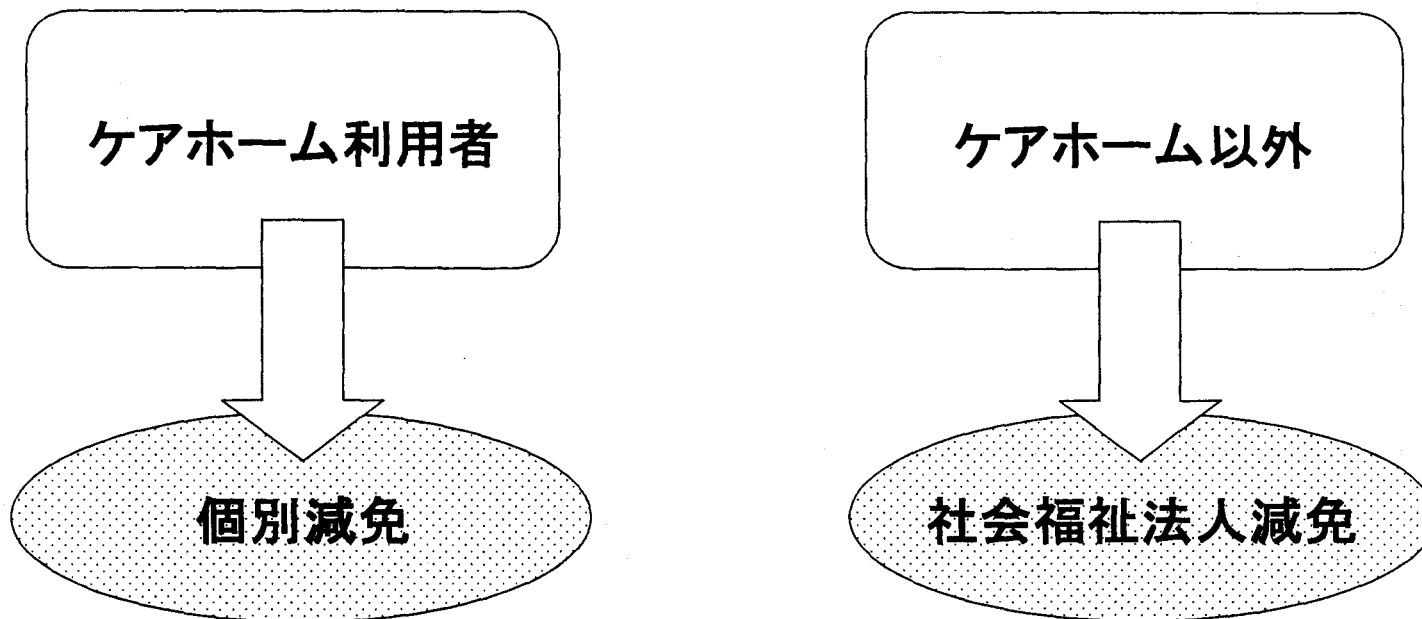 ケアホーム利用者
ケアホーム以外
個別減免
社会福祉法人減免